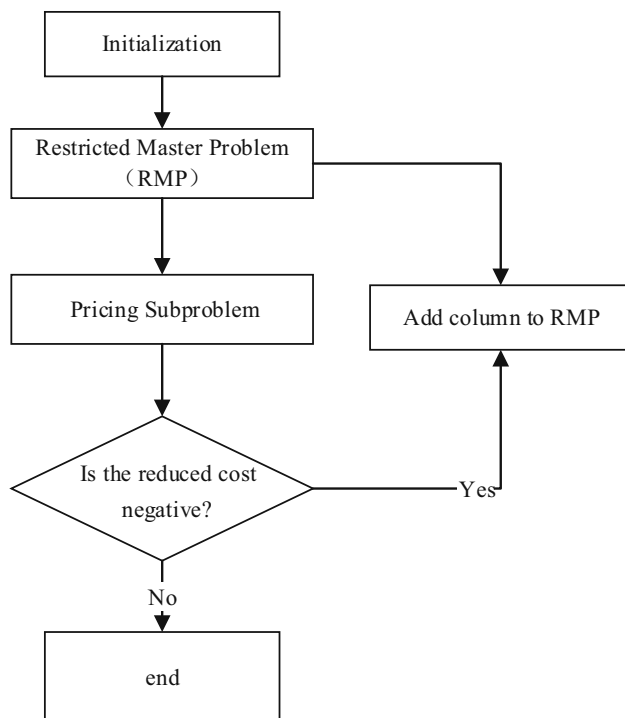 Initialization
Restricted Master Problem
（RMP）
Pricing Subproblem
Add column to RMP
Is the reduced cost
negative?
Yes
No
end